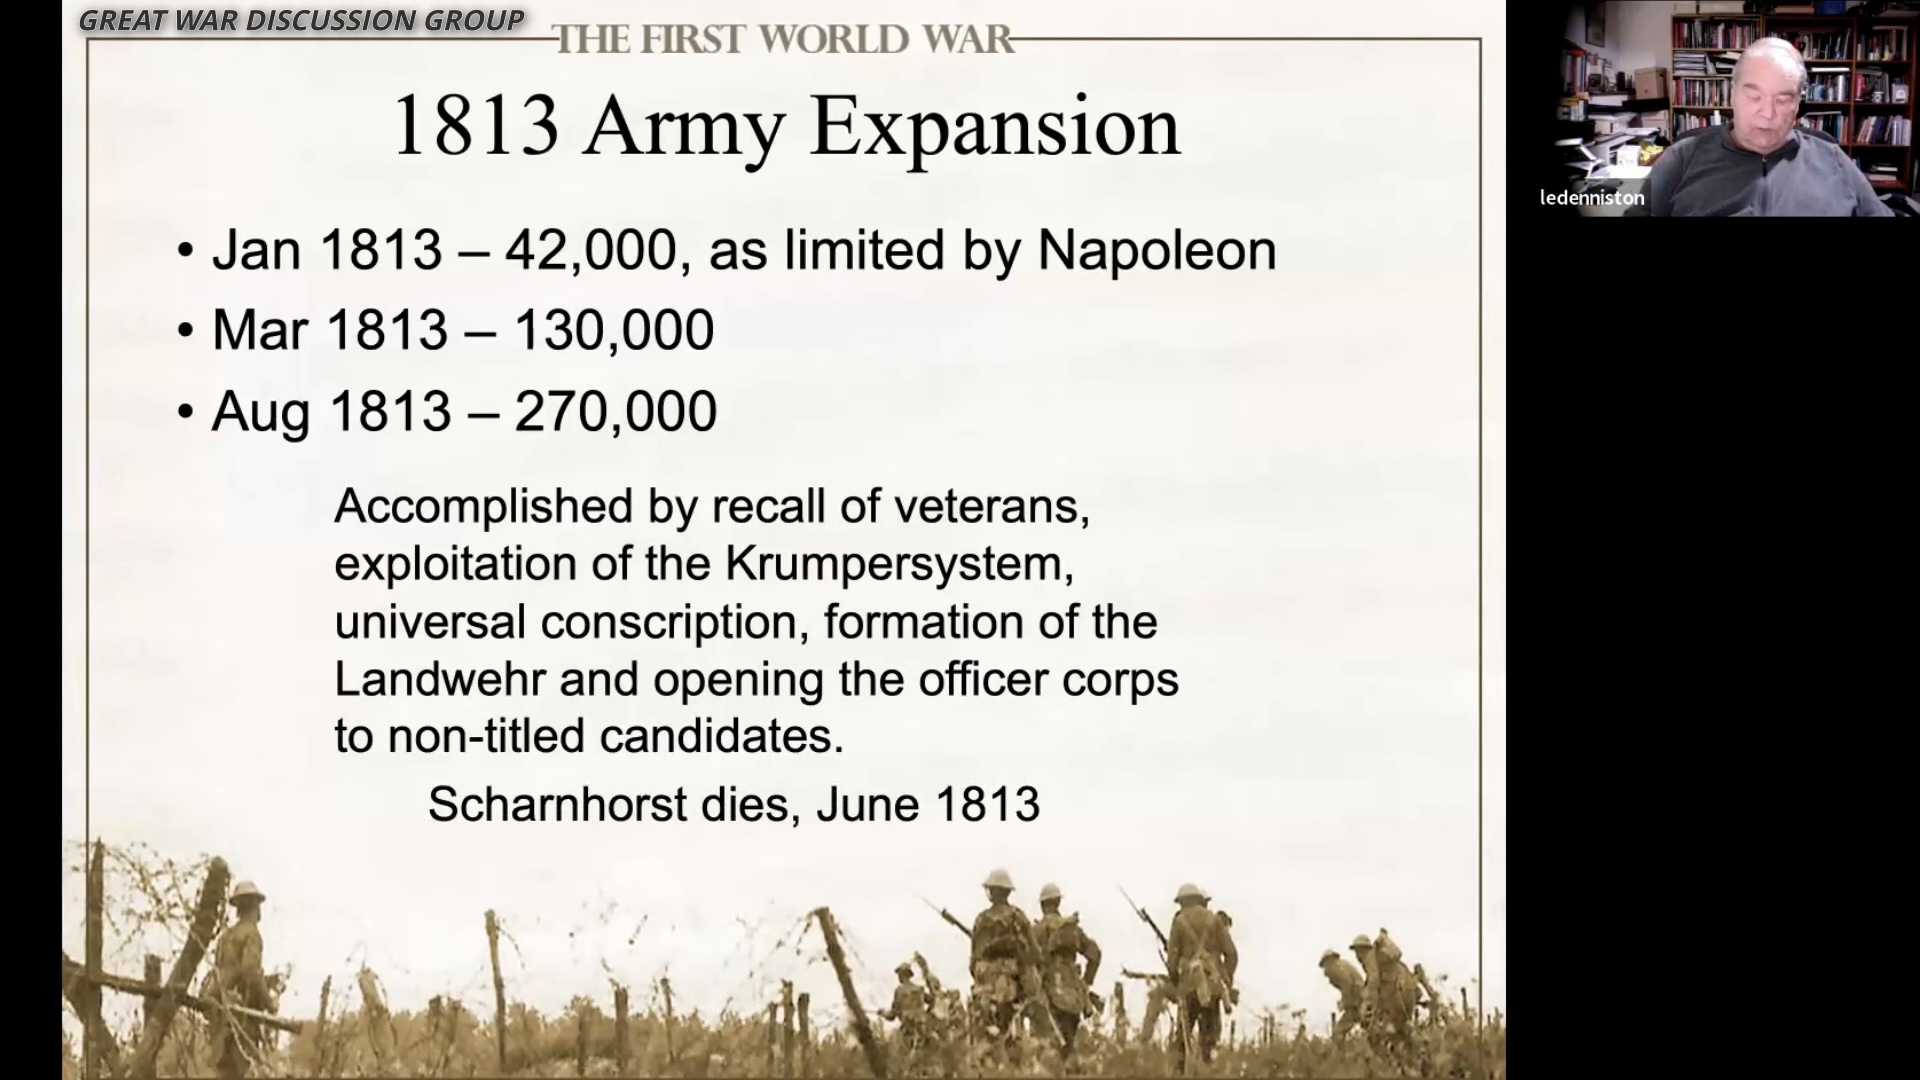 GREAT WAR DISCUSSION GROUP
THE FIRST WORLD WAR
1813 Army Expansion
• Jan 1813 – 42,000, as limited by Napoleon
• Mar 1813 – 130,000
• Aug 1813 – 270,000
Accomplished by recall of veterans,
exploitation of the Krumpersystem,
universal conscription, formation of the
Landwehr and opening the officer corps
to non-titled candidates.
Scharnhorst dies, June 1813
ledenniston